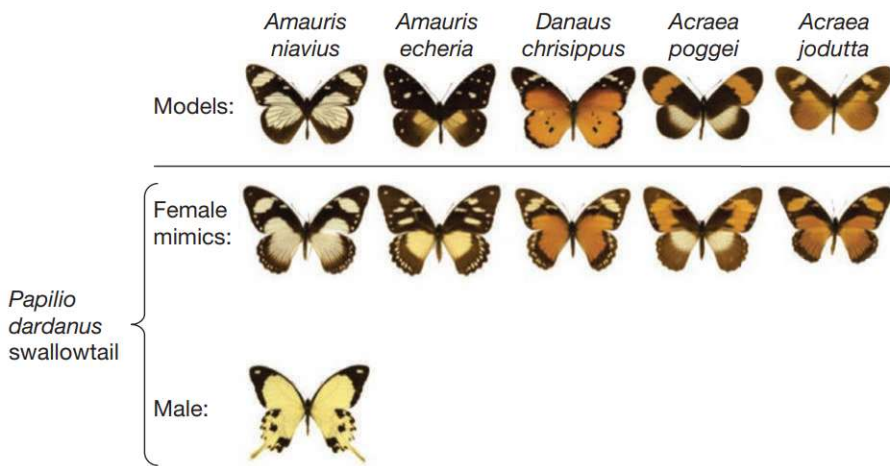 Amauris niavius
Amauris echeria
Danaus chrisippus
Acraea poggei
Acraea jodutta
Models:
Female mimics:
Papilio dardanus swallowtail
Male: